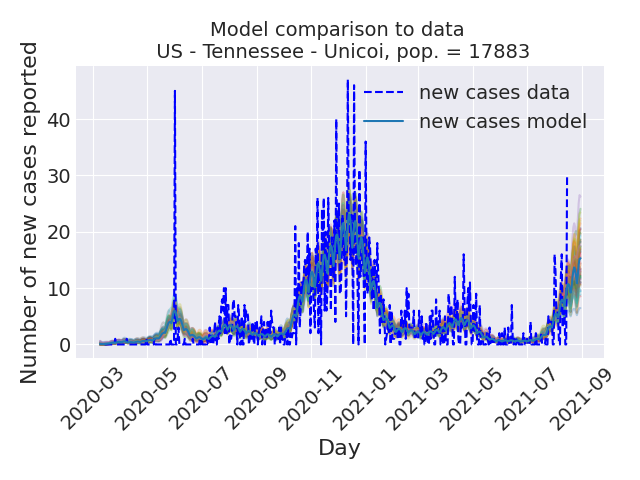 Model comparison to data
US - Tennessee - Unicoi, pop. = 17883
Number of new cases reported
40
30
20
10
0
new cases data
new cases model
2020-03
2020-05
2020-07
2020-09
2020-11
2021-01
2021-03
2021-05
2021-07
2021-09
Day